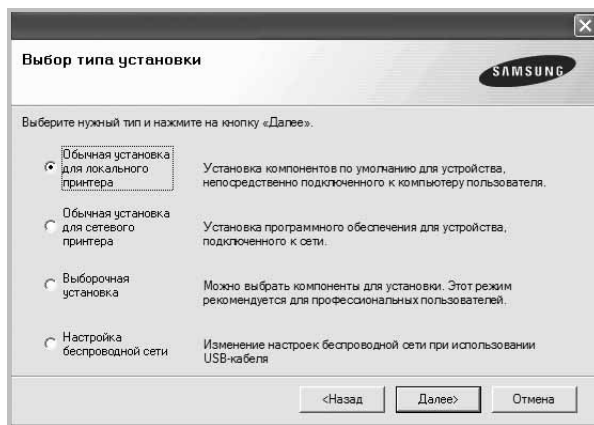 Выбор типа установки
SAMSUNG
Выберите нужный тип и нажмите на кнопку «Далее».
Обычная установка
для локального
принтера
Установка компонентов по умолчанию для устройства,
непосредственно подключенного к компьютеру пользователя.
Обычная установка
для сетевого
принтера
Установка программного обеспечения для устройства,
подключенного к сети.
Выборочная
установка
Можно выбрать компоненты для установки. Этот режим
рекомендуется для профессиональных пользователей.
Настройка
беспроводной сети
Изменение настроек беспроводной сети при использовании
USB-кабеля
<Назад
Далее>
Отмена